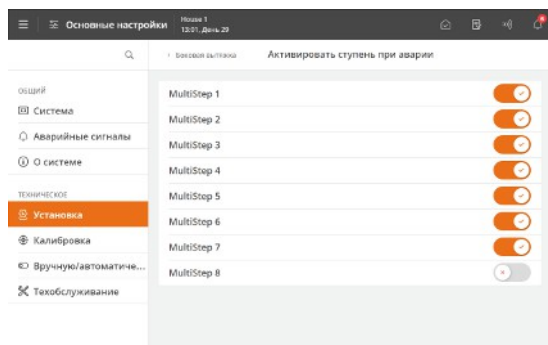 Основные настройки
House 1
13:01, День 29
‹ Боковая вытяжка
Активировать ступень при аварии
ОБЩИЙ
Система
Аварийные сигналы
О системе
ТЕХНИЧЕСКОЕ
Установка
Калибровка
Вручную/автоматиче...
Техобслуживание
MultiStep 1
MultiStep 2
MultiStep 3
MultiStep 4
MultiStep 5
MultiStep 6
MultiStep 7
MultiStep 8